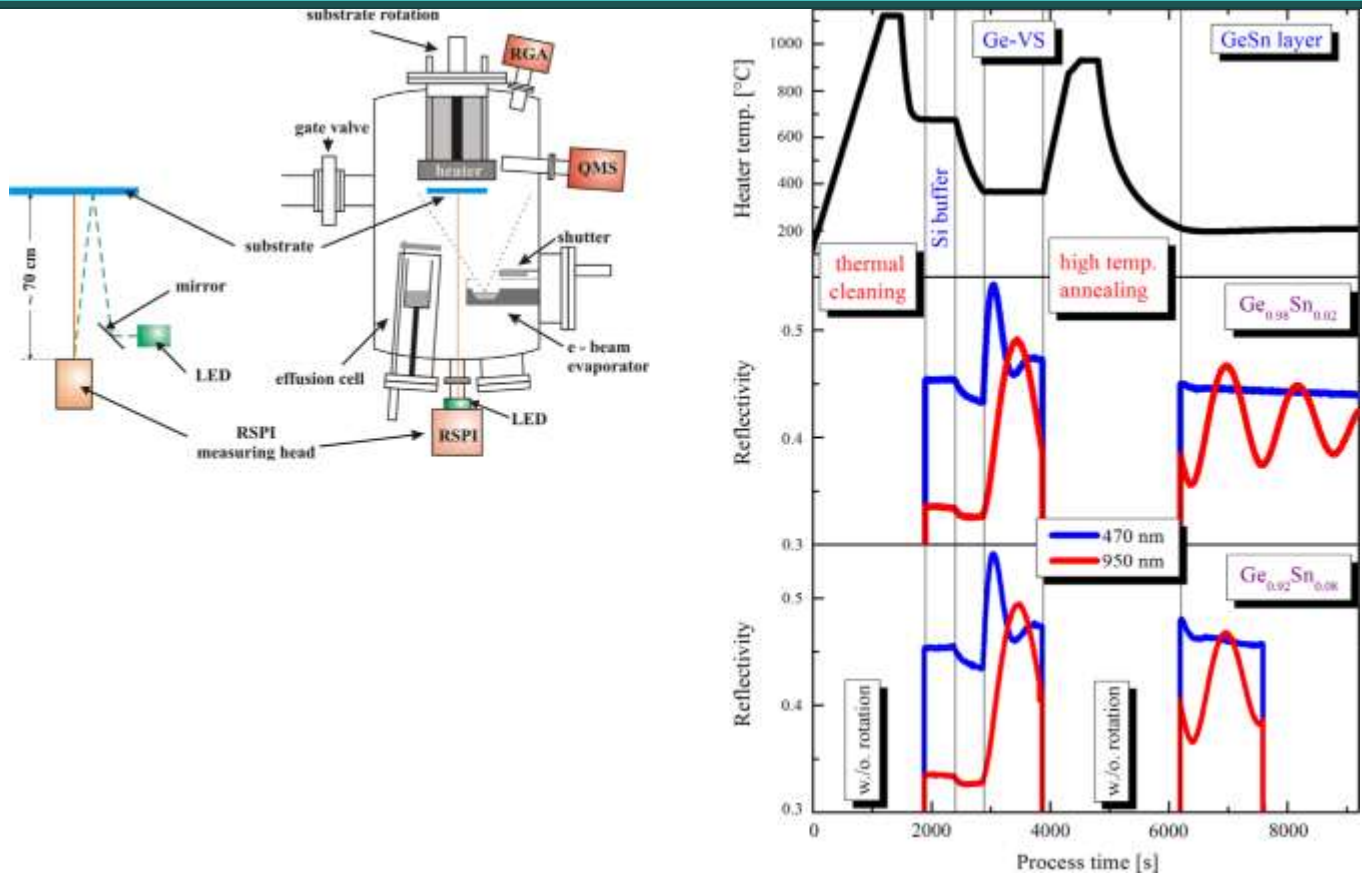 substrate rotation
RGA
gate valve
heater
QMS
substrate
shutter
~ 70 cm
mirror
LED
effusion cell
e - beam
evaporator
LED
RSPI
measuring head
RSPI
Heater temp. [°C]
1000
800
600
400
200
Ge-VS
GeSn layer
Si buffer
thermal
cleaning
high temp.
annealing
Reflectivity
0.5
0.4
0.3
Ge0.98Sn0.02
470 nm
950 nm
Reflectivity
0.5
0.4
0.3
Ge0.92Sn0.08
w./o. rotation
w./o. rotation
0
2000
4000
6000
8000
Process time [s]